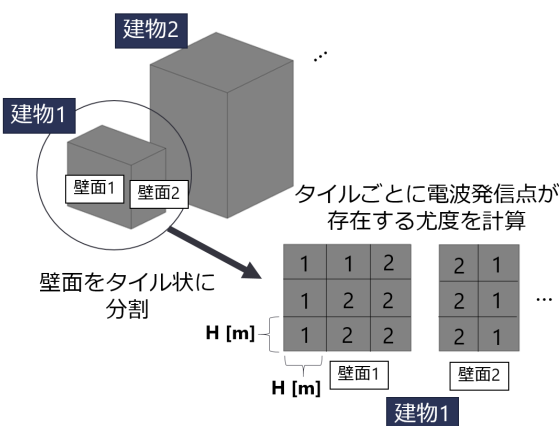 建物2
…
建物1
壁面1
壁面2
タイルごとに電波発信点が
存在する尤度を計算
壁面をタイル状に
分割
1 1 2
1 2 2
1 2 2
2 1
2 1
2 1
…
H [m]
H [m]
壁面1
壁面2
建物1